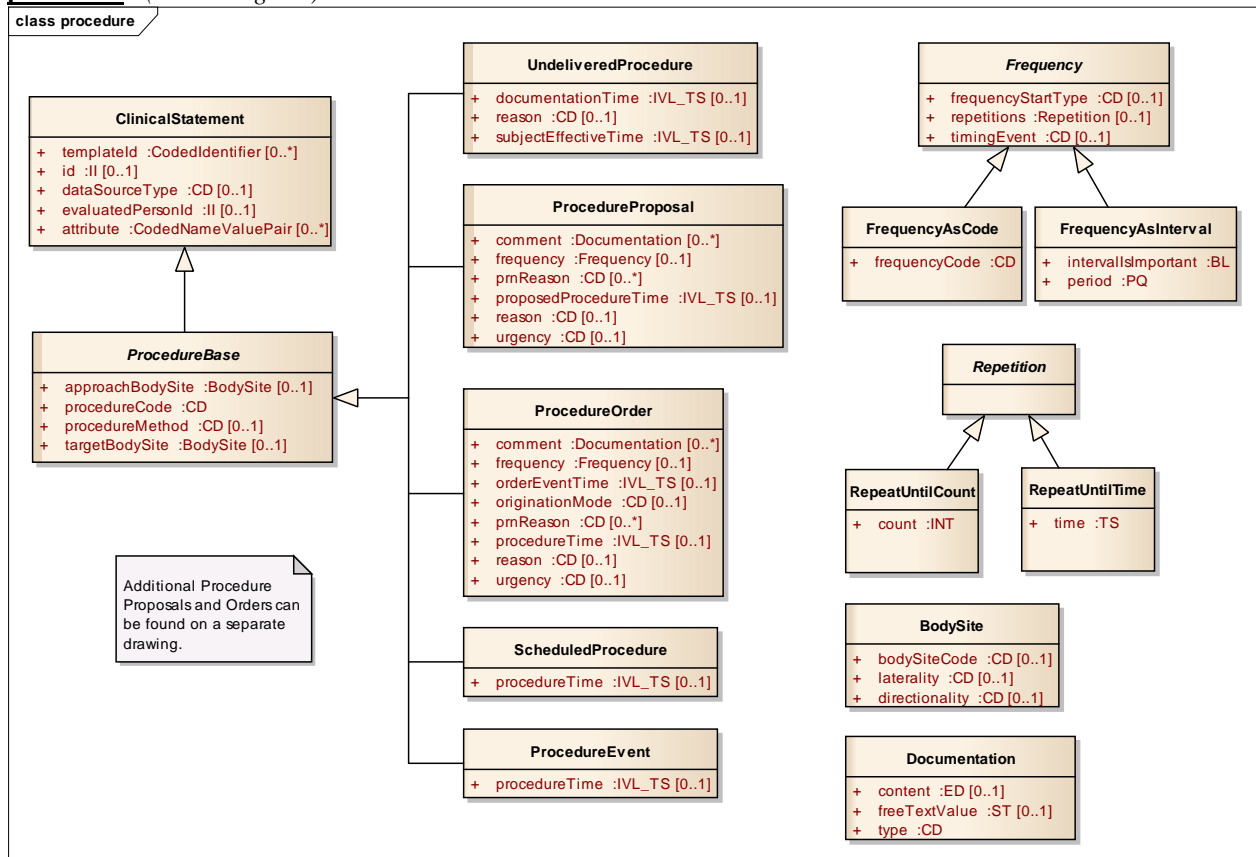 class procedure
ClinicalStatement
+ templateId :CodedIdentifier [0..*]
+ id :II [0..1]
+ dataSourceType :CD [0..1]
+ evaluatedPersonId :II [0..1]
+ attribute :CodedNameValuePair [0..*]
ProcedureBase
+ approachBodySite :BodySite [0..1]
+ procedureCode :CD
+ procedureMethod :CD [0..1]
+ targetBodySite :BodySite [0..1]
Additional Procedure
Proposals and Orders can
be found on a separate
drawing.
UndeliveredProcedure
+ documentationTime :IVL_TS [0..1]
+ reason :CD [0..1]
+ subjectEffectiveTime :IVL_TS [0..1]
ProcedureProposal
+ comment :Documentation [0..*]
+ frequency :Frequency [0..1]
+ prnReason :CD [0..*]
+ proposedProcedureTime :IVL_TS [0..1]
+ reason :CD [0..1]
+ urgency :CD [0..1]
ProcedureOrder
+ comment :Documentation [0..*]
+ frequency :Frequency [0..1]
+ orderEventTime :IVL_TS [0..1]
+ originationMode :CD [0..1]
+ prnReason :CD [0..*]
+ procedureTime :IVL_TS [0..1]
+ reason :CD [0..1]
+ urgency :CD [0..1]
ScheduledProcedure
+ procedureTime :IVL_TS [0..1]
ProcedureEvent
+ procedureTime :IVL_TS [0..1]
Frequency
+ frequencyStartType :CD [0..1]
+ repetitions :Repetition [0..1]
+ timingEvent :CD [0..1]
FrequencyAsCode
+ frequencyCode :CD
FrequencyAsInterval
+ intervalIsImportant :BL
+ period :PQ
Repetition
RepeatUntilCount
+ count :INT
RepeatUntilTime
+ time :TS
BodySite
+ bodySiteCode :CD [0..1]
+ laterality :CD [0..1]
+ directionality :CD [0..1]
Documentation
+ content :ED [0..1]
+ freeTextValue :ST [0..1]
+ type :CD